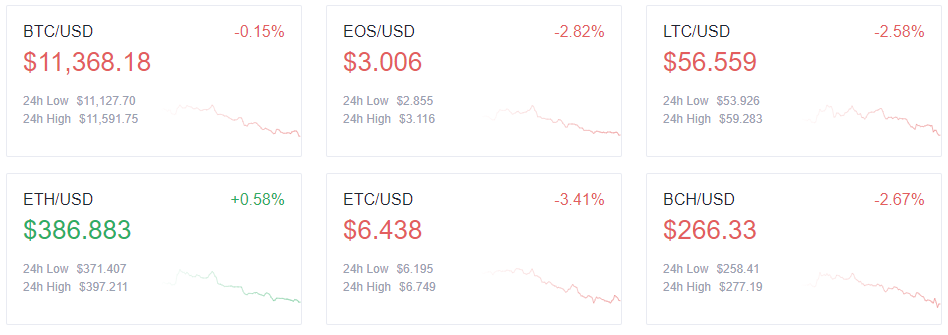 BTC/USD -0.15%
$11,368.18
24h Low $11,127.70
24h High $11,591.75
EOS/USD -2.82%
$3.006
24h Low $2.855
24h High $3.116
LTC/USD -2.58%
$56.559
24h Low $53.926
24h High $59.283
ETH/USD +0.58%
$386.883
24h Low $371.407
24h High $397.211
ETC/USD -3.41%
$6.438
24h Low $6.195
24h High $6.749
BCH/USD -2.67%
$266.33
24h Low $258.41
24h High $277.19